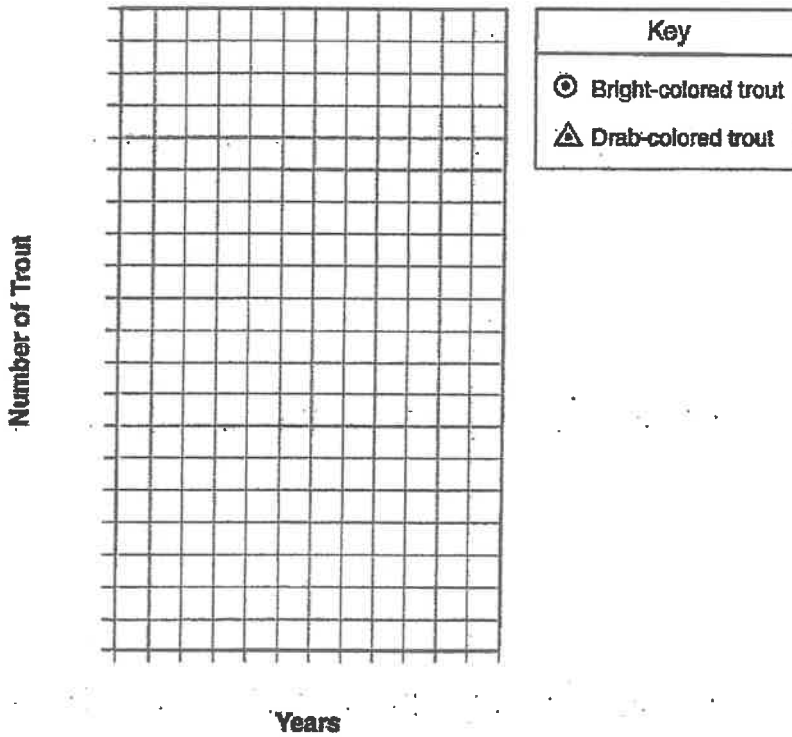 Key
Bright-colored trout
Drab-colored trout
Number of Trout
Years